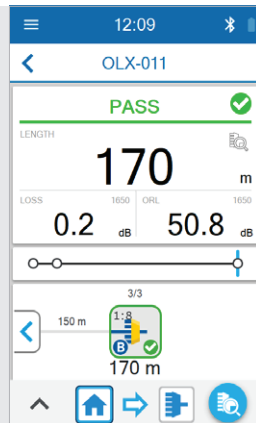 12:09
OLX-011
PASS
LENGTH
170 m
LOSS 1650 ORL 1650
0.2 dB 50.8 dB
3/3
150 m
1:8
B
170 m